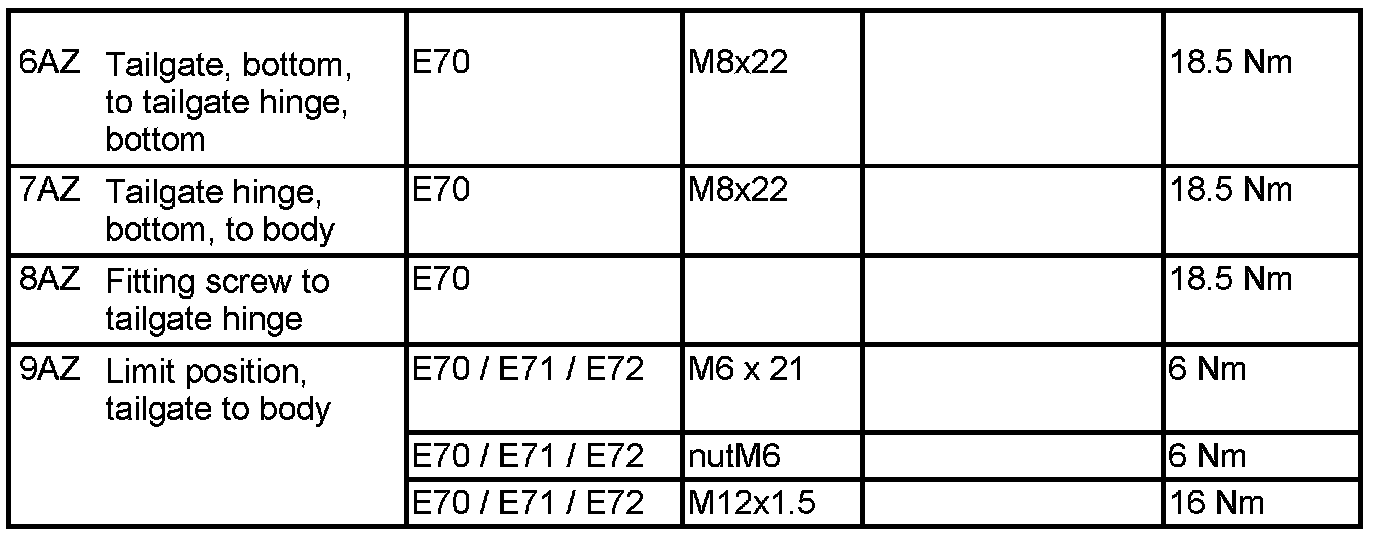 6AZ Tailgate, bottom, E70 M8x22 18.5 Nm
to tailgate hinge,
bottom
7AZ Tailgate hinge, E70 M8x22 18.5 Nm
bottom, to body
8AZ Fitting screw to E70 18.5 Nm
tailgate hinge
9AZ Limit position, E70 / E71 / E72 M6 x 21 6 Nm
tailgate to body
E70 / E71 / E72 nutM6 6 Nm
E70 / E71 / E72 M12x1.5 16 Nm